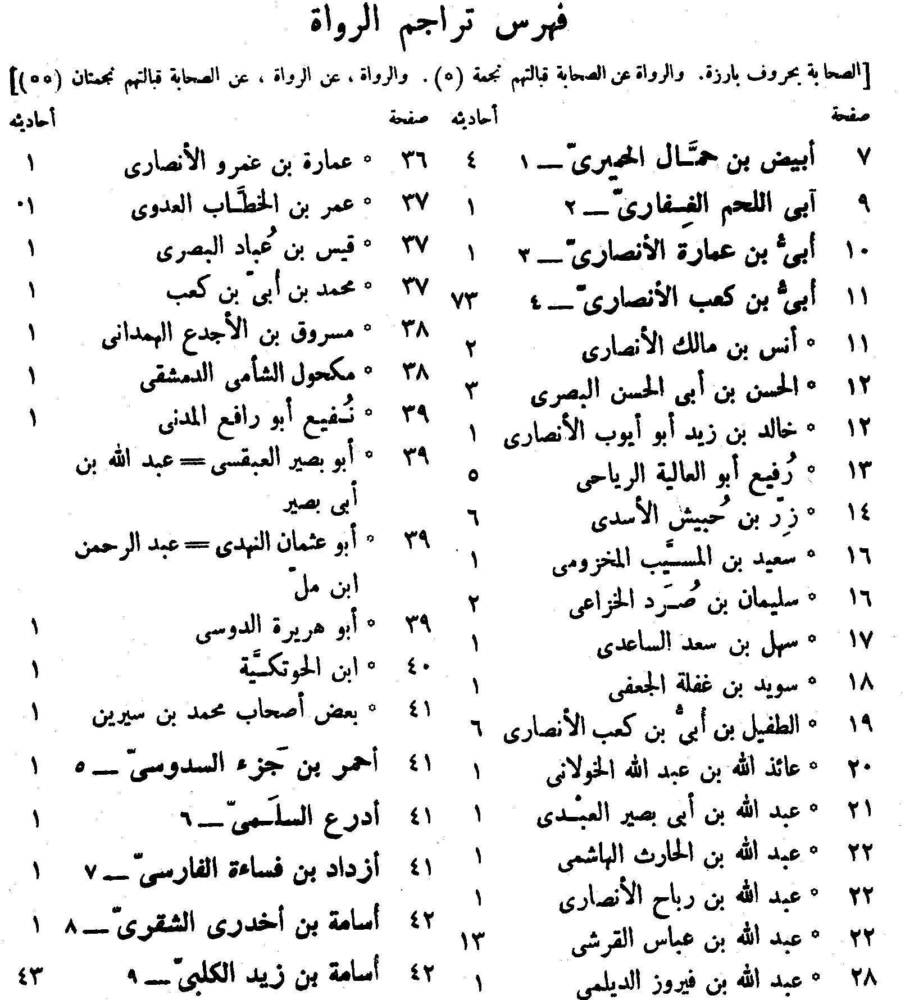 فهرس تراجم الرواة
[الصحابة بحروف بارزة. والرواة عن الصحابة قبالتهم نجمة (٥). والرواة، عن الرواة، عن الصحابة قبالتهم نجمتان (٥٥)]
صفحة أحاديثه
٧ أبيض بن حمَّـال الحميرىّ ــ ١ ٤
٩ آبى اللحم الغِـفارىّ ــ ٢ ١
١٠ أبىُّ بن عمارة الأنصارىّ ــ ٣ ١
١١ أبىُّ بن كعب الأنصارىّ ــ ٤ ٧٣
١١ ° أنس بن مالك الأنصارى ٢
١٢ ° الحسن بن أبى الحسن البصرى ٣
١٢ ° خالد بن زيد أبو أيوب الأنصارى ١
١٣ ° رُفيع أبو العالية الرياحى ٥
١٤ ° زِرّ بن حُبيش الأسدى ٦
١٦ ° سعيد بن المسـيَّب المخزومى ١
١٦ ° سليمان بن صُـرَد الخزاعى ٢
١٧ ° سهل بن سعد الساعدى ١
١٨ ° سويد بن غفلة الجعفى ١
١٩ ° الطفيل بن أبىُّ بن كعب الأنصارى ٦
٢٠ ° عائذ الله بن عبد الله الخولانى ١
٢١ ° عبد الله بن أبى بصير العبْـدى ١
٢٢ ° عبد الله بن الحارث الهاشمى ١
٢٢ ° عبد الله بن رباح الأنصارى ١
٢٢ ° عبد الله بن عباس القرشى ١٣
٢٨ ° عبد الله بن فيروز الديلمى ١
صفحة أحاديثه
٣٦ ° عمارة بن عمرو الأنصارى ١
٣٧ ° عمر بن الخطَّـاب العدوى ١٠
٣٧ ° قيس بن عُباد البصرى ١
٣٧ ° محمد بن أبىّ بن كعب ١
٣٨ ° مسروق بن الأجدع الهمدانى ١
٣٨ ° مكحول الشأمى الدمشقى ١
٣٩ ° نُـفيـع أبو رافع المدنى ١
٣٩ ° أبو بصير العبقسى = عبد الله بن
أبى بصير
٣٩ ° أبو عثمان النهدى = عبد الرحمن
ابن ملّ
٣٩ ° أبو هريرة الدوسى ١
٤٠ ° ابن الحوتكـيَّة ١
٤١ ° بعض أصحاب محمد بن سيرين ١
٤١ أحمر بن جَزء السدوسىّ ــ ٥ ١
٤١ أدرع السلَـمىّ ــ ٦ ١
٤١ أزداد بن فساءة الفارسىّ ــ ٧ ١
٤٢ أسامة بن أخدرى الشقرىّ ــ ٨ ١
٤٢ أسامة بن زيد الكلبىّ ــ ٩ ٤٣